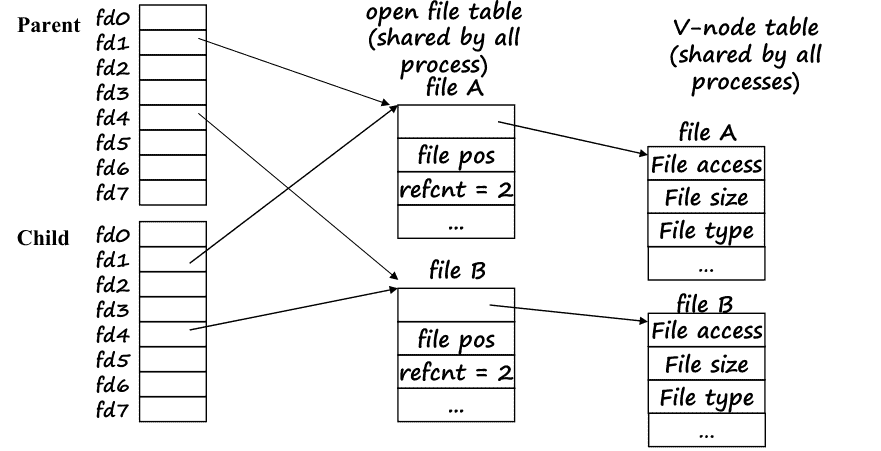 Parent
fd0
fd1
fd2
fd3
fd4
fd5
fd6
fd7
Child
fd0
fd1
fd2
fd3
fd4
fd5
fd6
fd7
open file table
(shared by all
process)
file A
file pos
refcnt = 2
...
file B
file pos
refcnt = 2
...
V-node table
(shared by all
processes)
file A
File access
File size
File type
...
file B
File access
File size
File type
...